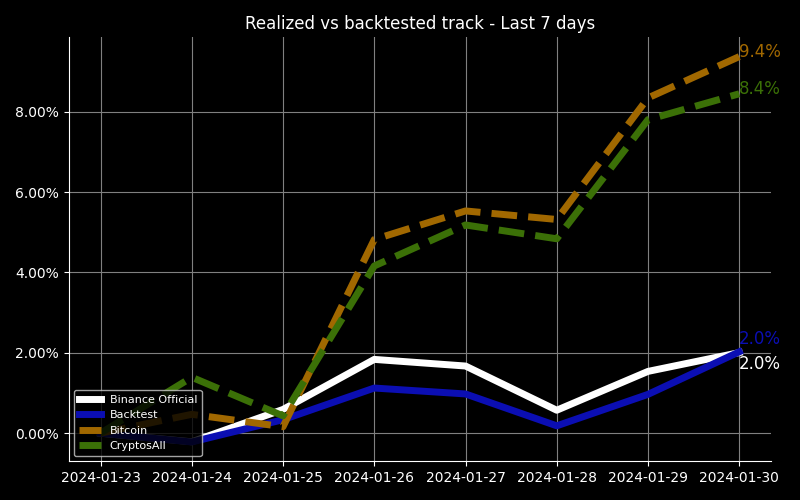 Realized vs backtested track - Last 7 days
9.4%
8.4%
8.00%
6.00%
4.00%
2.00%
0.00%
2.0%
2.0%
Binance Official
Backtest
Bitcoin
CryptosAll
2024-01-23 2024-01-24 2024-01-25 2024-01-26 2024-01-27 2024-01-28 2024-01-29 2024-01-30